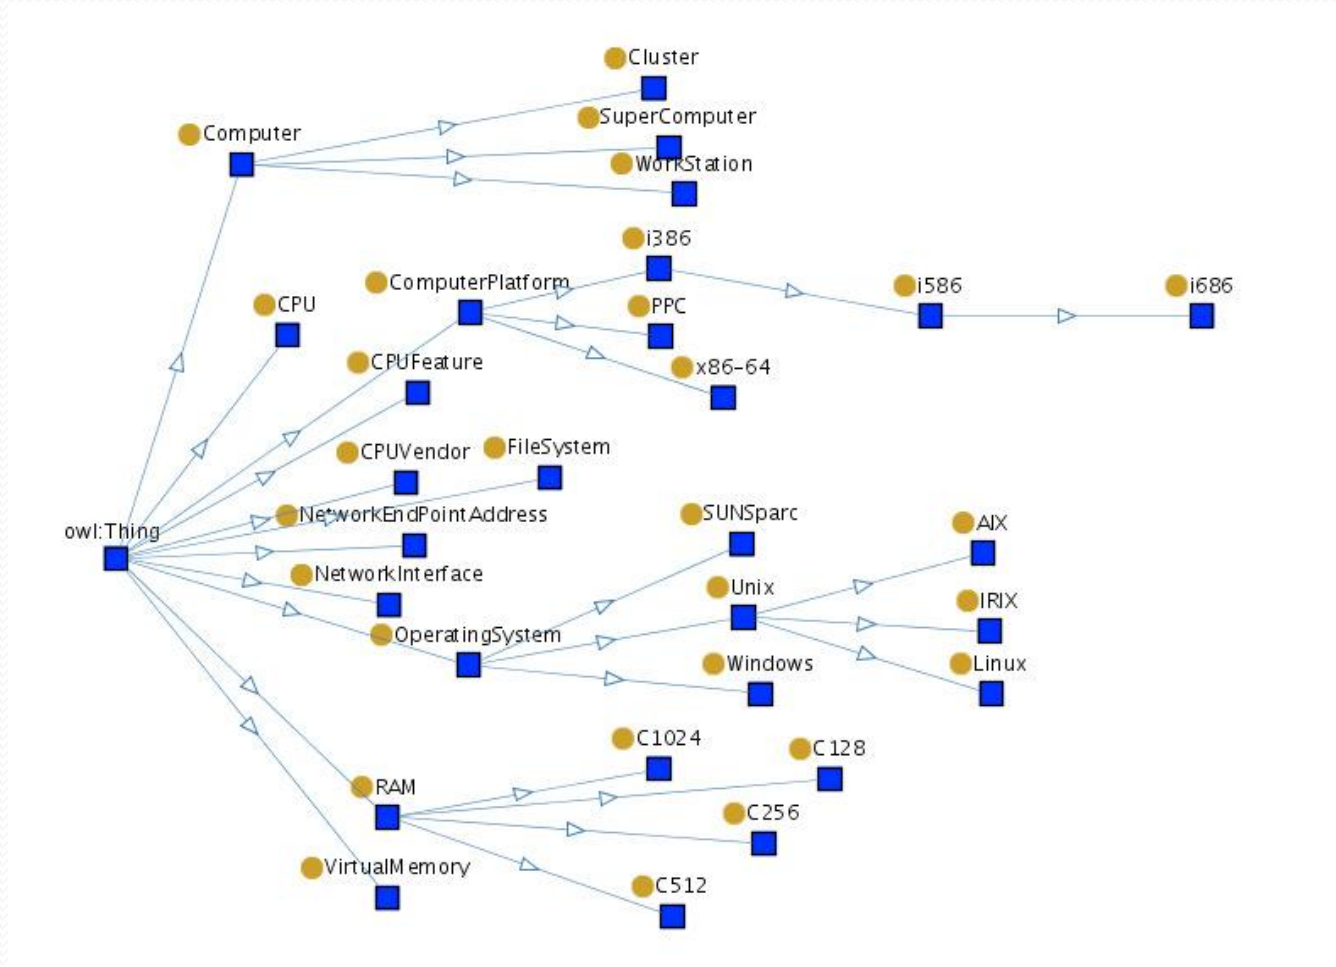 Cluster
SuperComputer
Computer
WorkStation
i386
ComputerPlatform
i586
i686
CPU
PPC
CPUFeature
x86-64
CPUVendor
FileSystem
NetworkEndPointAddress
SUNSparc
AIX
owl:Thing
NetworkInterface
Unix
IRIX
OperatingSystem
Windows
Linux
C1024
C128
RAM
C256
VirtualMemory
C512